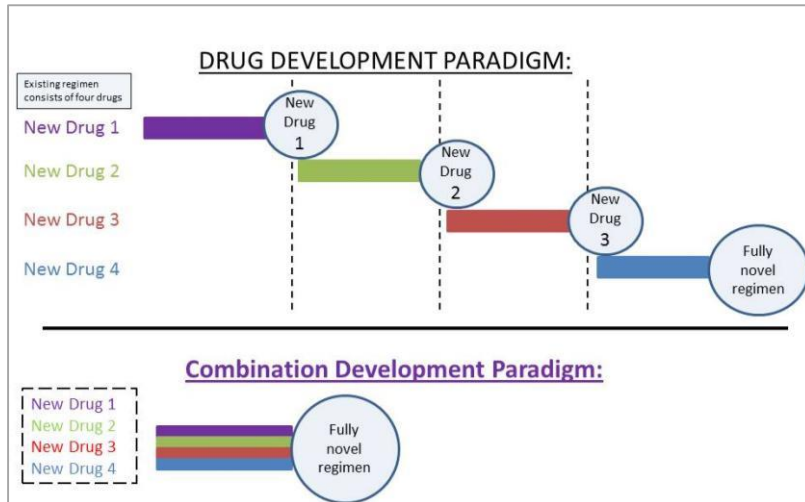 DRUG DEVELOPMENT PARADIGM:
Existing regimen
consists of four drugs
New Drug 1
New
Drug
1
New Drug 2
New
Drug
2
New Drug 3
New
Drug
3
New Drug 4
Fully
novel
regimen
Combination Development Paradigm:
New Drug 1
New Drug 2
New Drug 3
New Drug 4
Fully
novel
regimen